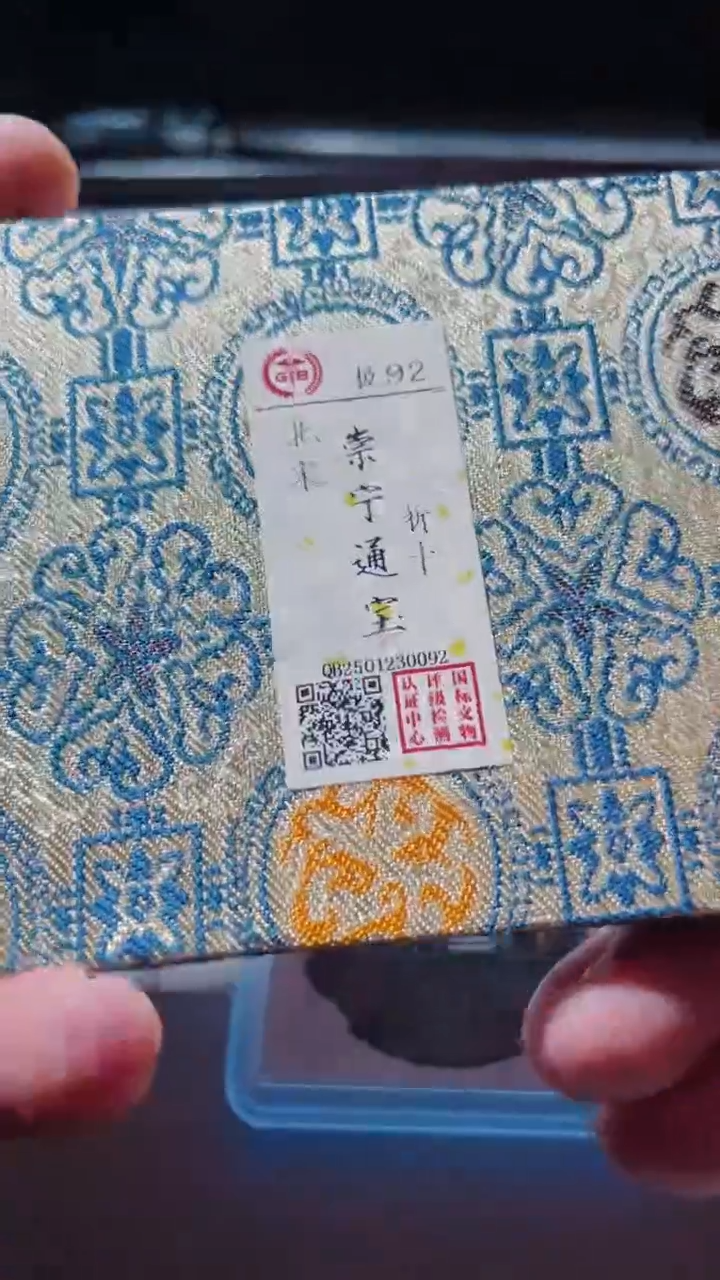 GB
极92
北宋
崇宁通宝
折十
QB2501230092
国标文物
评级检测
认证中心